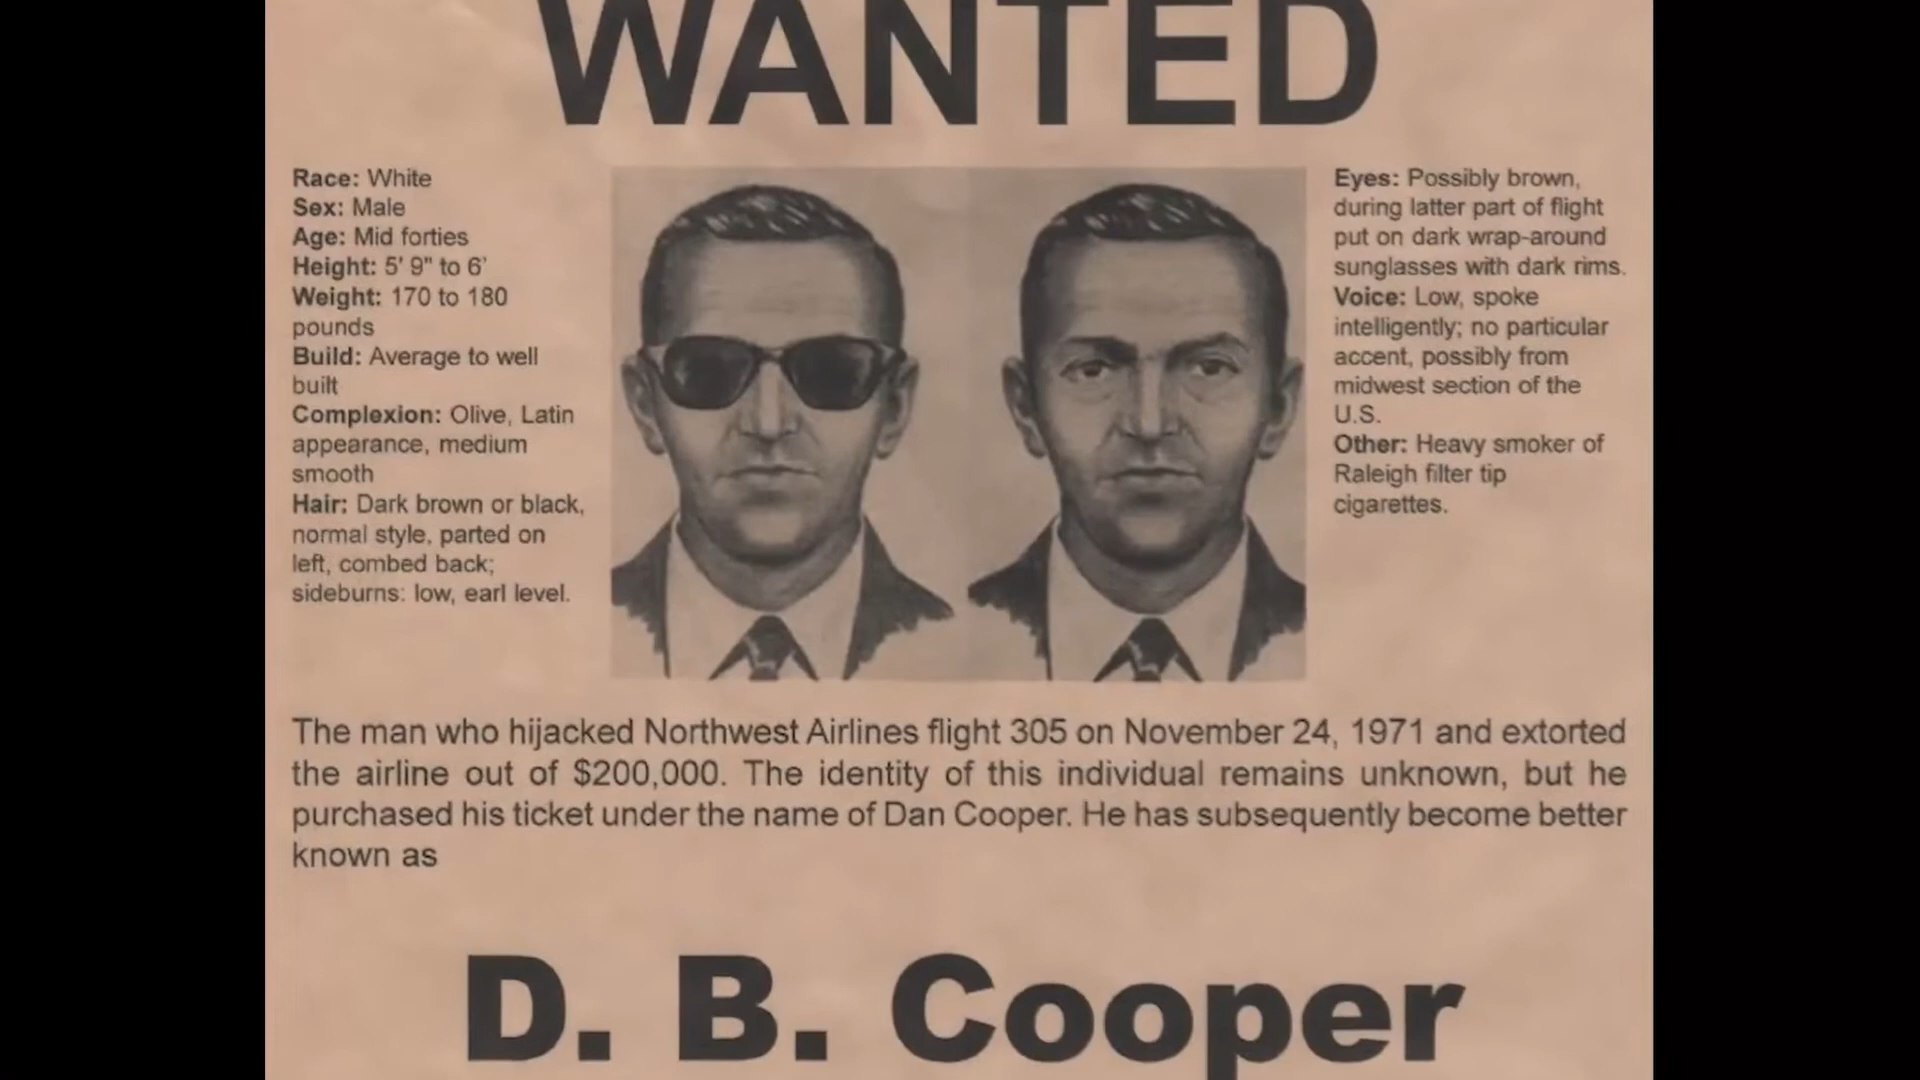 WANTED
Race: White
Sex: Male
Age: Mid forties
Height: 5' 9" to 6'
Weight: 170 to 180
pounds
Build: Average to well
built
Complexion: Olive, Latin
appearance, medium
smooth
Hair: Dark brown or black,
normal style, parted on
left, combed back;
sideburns: low, earl level.
Eyes: Possibly brown,
during latter part of flight
put on dark wrap-around
sunglasses with dark rims.
Voice: Low, spoke
intelligently; no particular
accent, possibly from
midwest section of the
U.S.
Other: Heavy smoker of
Raleigh filter tip
cigarettes.
The man who hijacked Northwest Airlines flight 305 on November 24, 1971 and extorted
the airline out of $200,000. The identity of this individual remains unknown, but he
purchased his ticket under the name of Dan Cooper. He has subsequently become better
known as
D. B. Cooper